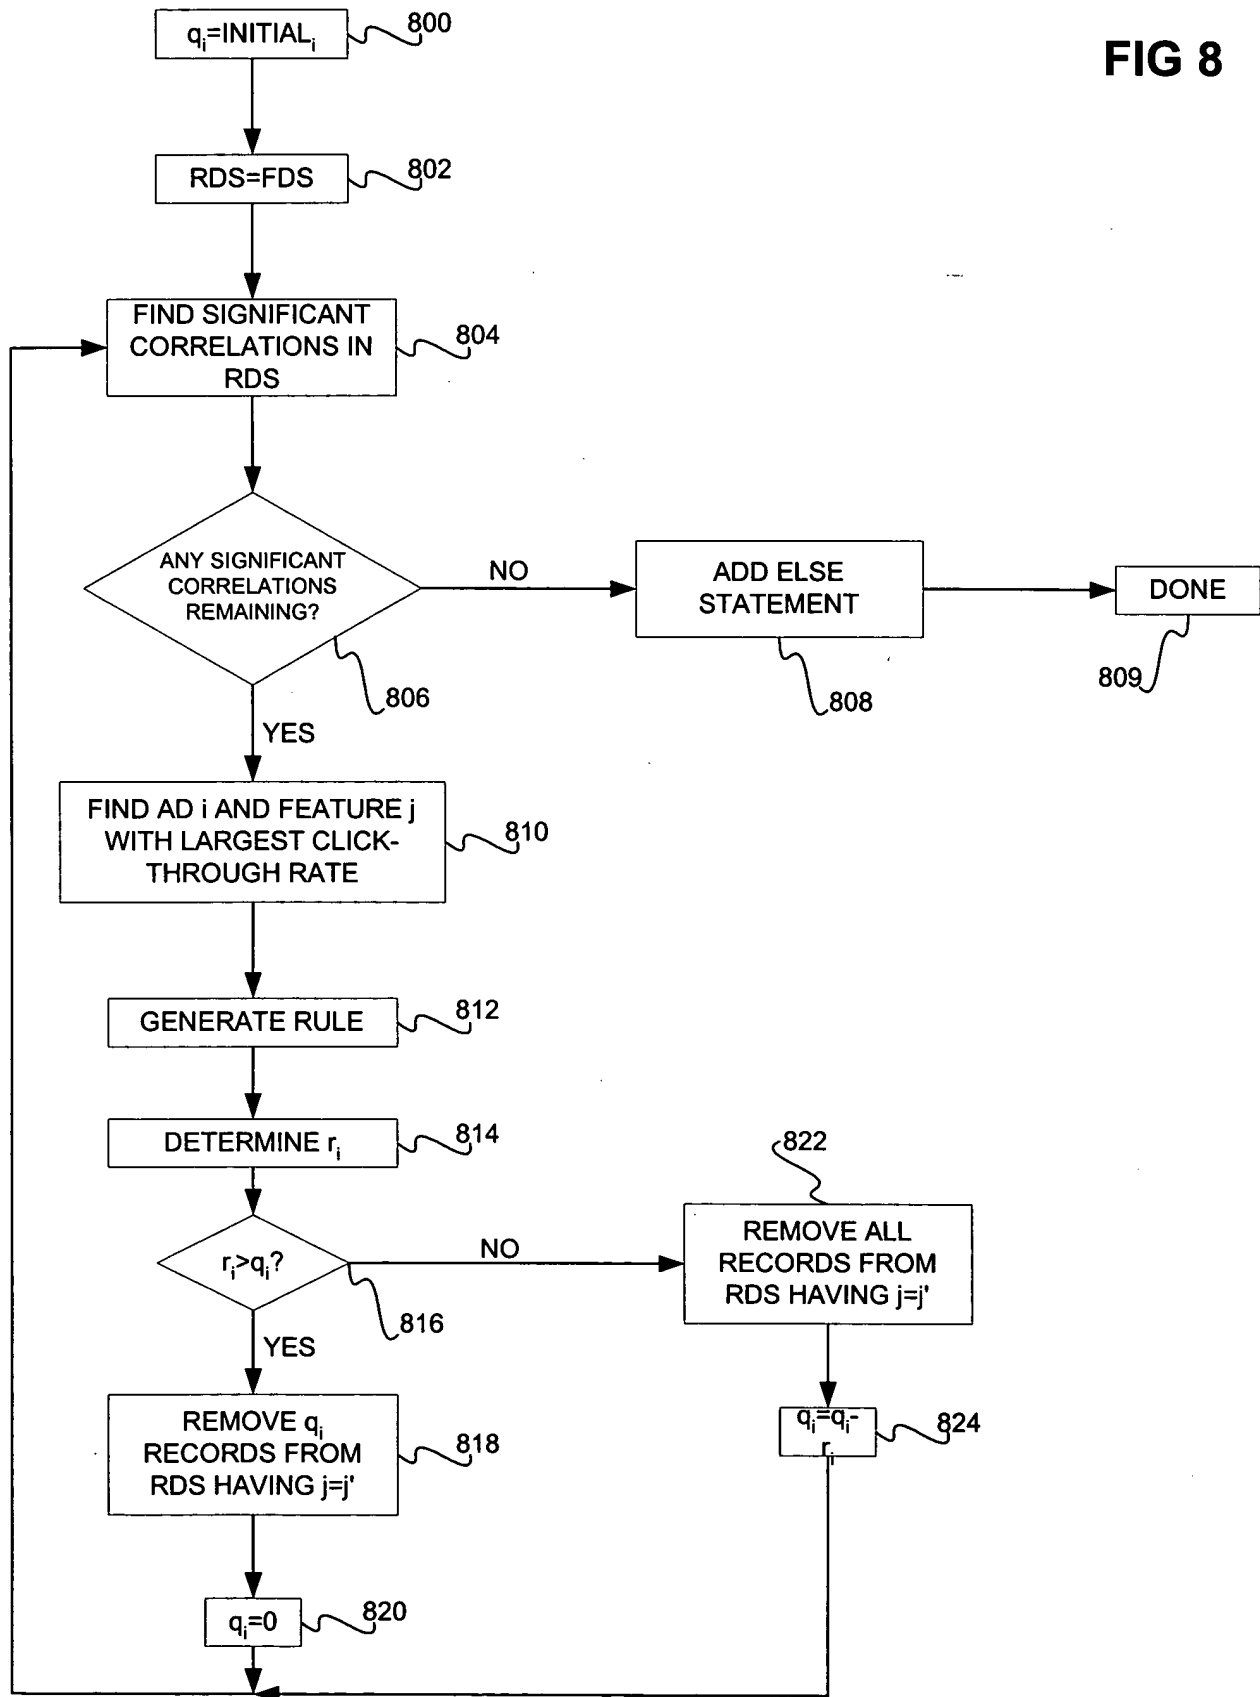 FIG 8
qi=INITIALi
800
RDS=FDS
802
FIND SIGNIFICANT
CORRELATIONS IN
RDS
804
ANY SIGNIFICANT
CORRELATIONS
REMAINING?
806
NO
ADD ELSE
STATEMENT
808
DONE
809
YES
FIND AD i AND FEATURE j
WITH LARGEST CLICK-
THROUGH RATE
810
GENERATE RULE
812
DETERMINE ri
814
ri>qi?
816
NO
822
REMOVE ALL
RECORDS FROM
RDS HAVING j=j'
YES
REMOVE qi
RECORDS FROM
RDS HAVING j=j'
818
qi=qi-
ri
824
qi=0
820